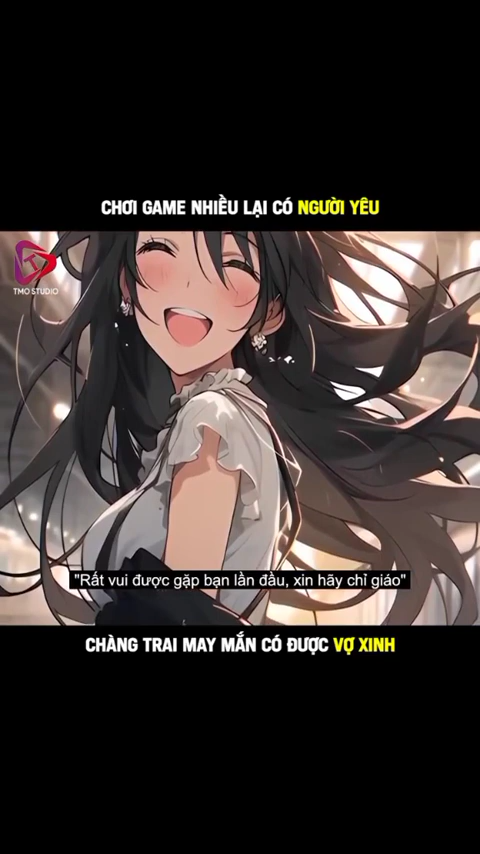 CHƠI GAME NHIỀU LẠI CÓ NGƯỜI YÊU
TMO STUDIO
"Rất vui được gặp bạn lần đầu, xin hãy chỉ giáo"
CHÀNG TRAI MAY MẮN CÓ ĐƯỢC VỢ XINH